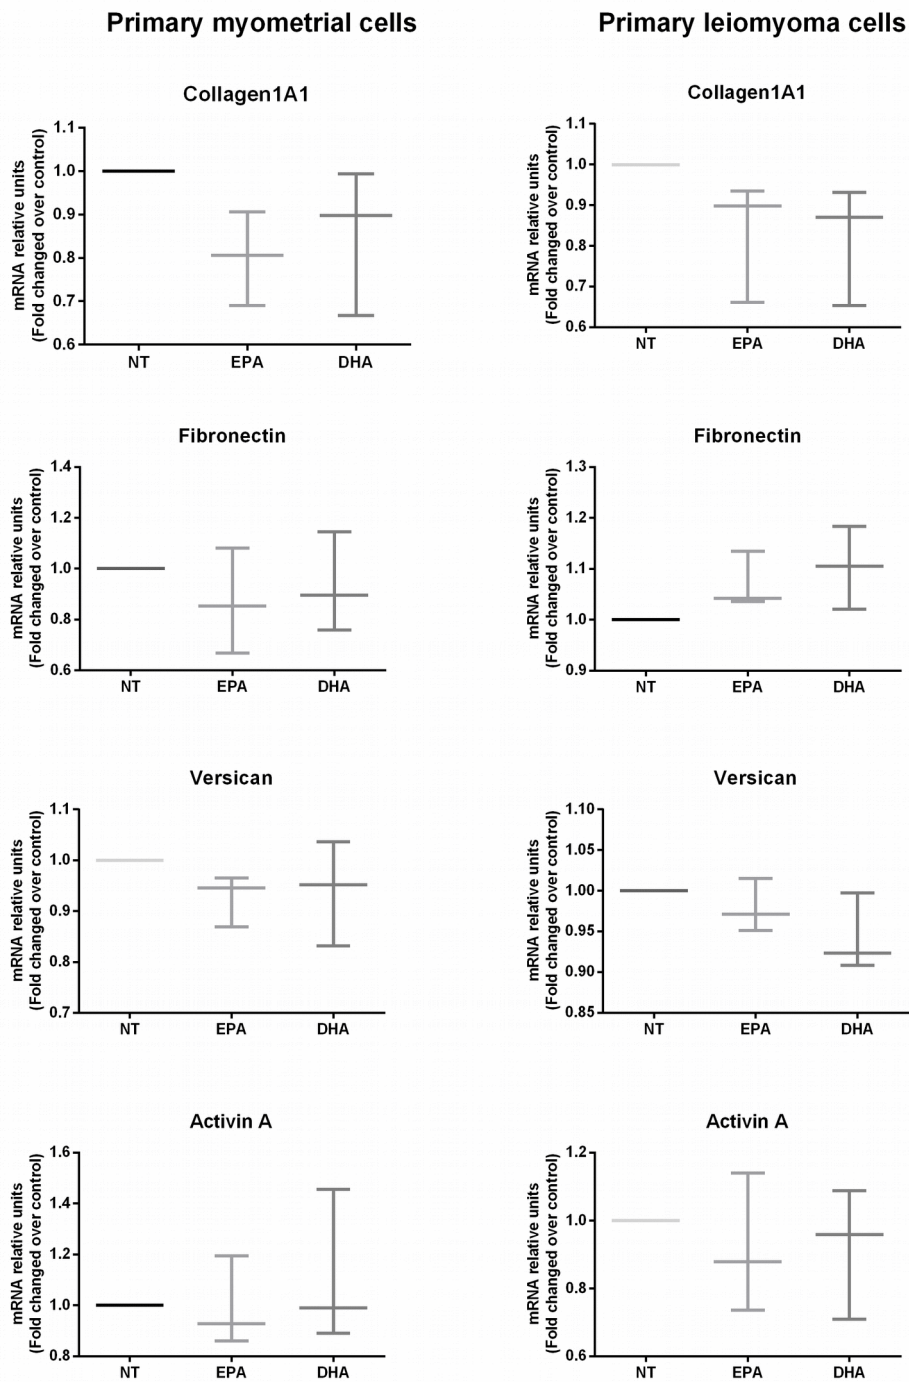 Primary myometrial cells
Primary leiomyoma cells
Collagen1A1
mRNA relative units
(Fold changed over control)
1.1
1.0
0.9
0.8
0.7
0.6
NT EPA DHA
Collagen1A1
mRNA relative units
(Fold changed over control)
1.1
1.0
0.9
0.8
0.7
0.6
NT EPA DHA
Fibronectin
mRNA relative units
(Fold changed over control)
1.4
1.2
1.0
0.8
0.6
NT EPA DHA
Fibronectin
mRNA relative units
(Fold changed over control)
1.3
1.2
1.1
1.0
0.9
NT EPA DHA
Versican
mRNA relative units
(Fold changed over control)
1.1
1.0
0.9
0.8
0.7
NT EPA DHA
Versican
mRNA relative units
(Fold changed over control)
1.10
1.05
1.00
0.95
0.90
0.85
NT EPA DHA
Activin A
mRNA relative units
(Fold changed over control)
1.6
1.4
1.2
1.0
0.8
NT EPA DHA
Activin A
mRNA relative units
(Fold changed over control)
1.2
1.0
0.8
0.6
NT EPA DHA